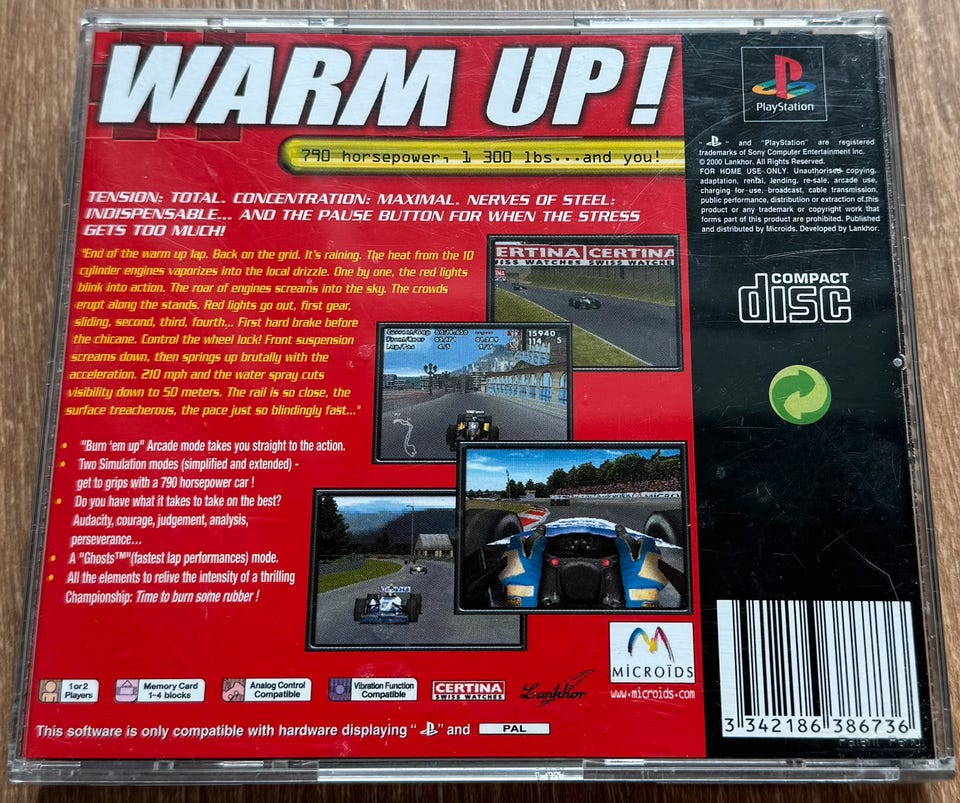 WARM UP!
790 horsepower, 1 300 lbs...and you!
TENSION: TOTAL. CONCENTRATION: MAXIMAL. NERVES OF STEEL:
INDISPENSABLE... AND THE PAUSE BUTTON FOR WHEN THE STRESS
GETS TOO MUCH!
"End of the warm up lap. Back on the grid. It's raining. The heat from the 10
cylinder engines vaporizes into the local drizzle. One by one, the red lights
blink into action. The roar of engines screams into the sky. The crowds
erupt along the stands. Red lights go out, first gear,
sliding, second, third, fourth... First hard brake before
the chicane. Control the wheel lock! Front suspension
screams down, then springs up brutally with the
acceleration. 210 mph and the water spray cuts
visibility down to 50 meters. The rail is so close, the
surface treacherous, the pace just so blindingly fast..."
• "Burn 'em up" Arcade mode takes you straight to the action.
• Two Simulation modes (simplified and extended) -
get to grips with a 790 horsepower car !
• Do you have what it takes to take on the best?
Audacity, courage, judgement, analysis,
perseverance...
• A "Ghosts™"(fastest lap performances) mode.
• All the elements to relive the intensity of a thrilling
Championship: Time to burn some rubber !
ERTINA CERTINA
ISS WATCHES SWISS WATCHE
15940
114 5
PlayStation
" " and "PlayStation" are registered
trademarks of Sony Computer Entertainment Inc.
© 2000 Lankhor. All Rights Reserved.
FOR HOME USE ONLY. Unauthorised copying,
adaptation, rental, lending, re-sale, arcade use,
charging for use, broadcast, cable transmission,
public performance, distribution or extraction of this
product or any trademark or copyright work that
forms part of this product are prohibited. Published
and distributed by Microïds. Developed by Lankhor.
COMPACT
disc
MiCROïDS
www.microids.com
1 or 2
Players
Memory Card
1-4 blocks
Analog Control
Compatible
Vibration Function
Compatible
CERTINA
SWISS WATCHES
Lankhor
This software is only compatible with hardware displaying " " and PAL
3 342186 386736